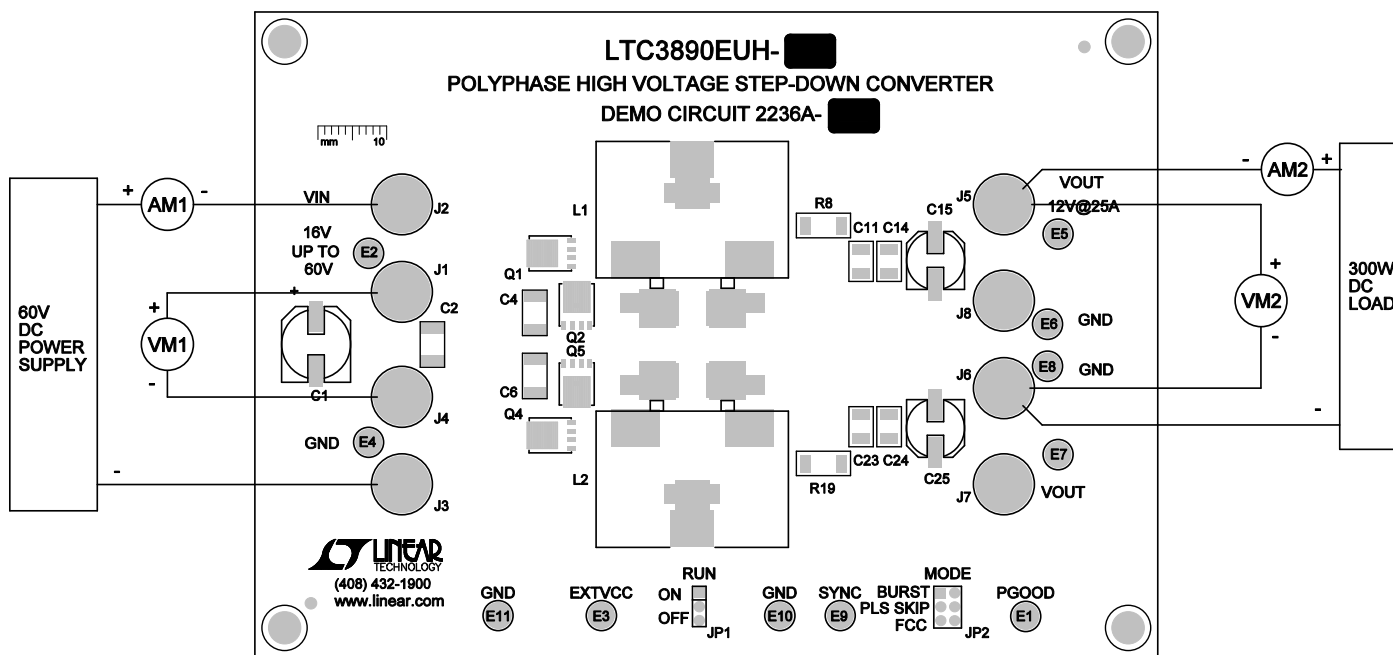 LTC3890EUH-
POLYPHASE HIGH VOLTAGE STEP-DOWN CONVERTER
DEMO CIRCUIT 2236A-
mm 10
60V
DC
POWER
SUPPLY
+ AM1 -
VIN
J2
16V
UP TO
60V
E2
J1
+
VM1
-
+
C1
C2
J4
GND
E4
-
J3
L1
Q1
C4
Q2
Q5
C6
Q4
L2
R8
C11 C14
C15
J5
VOUT
12V@25A
E5
J8
E6 GND
E8 GND
J6
C23 C24
C25
R19
E7
J7
VOUT
- AM2 +
+
VM2
-
-
300W
DC
LOAD
LINEAR
TECHNOLOGY
(408) 432-1900
www.linear.com
GND
E11
EXTVCC
E3
RUN
ON
OFF
JP1
GND
E10
SYNC
E9
MODE
BURST
PLS SKIP
FCC
JP2
PGOOD
E1